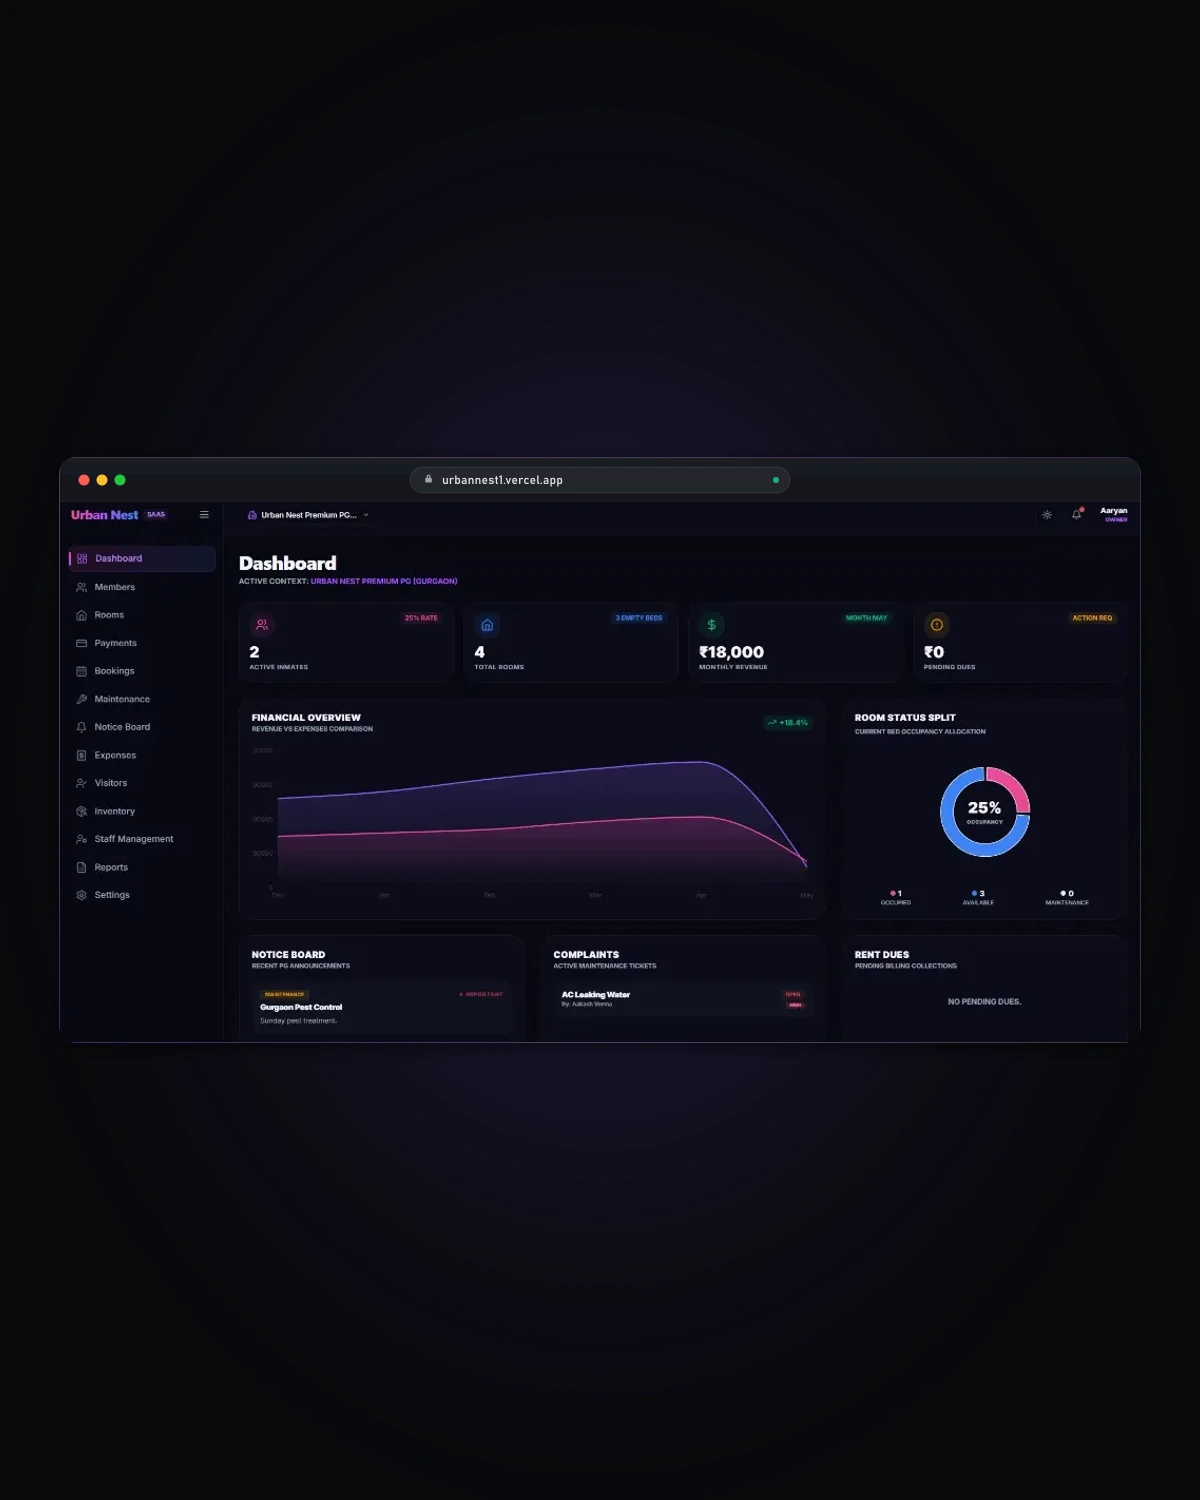 urbannest1.vercel.app
Urban Nest SAAS
Urban Nest Premium PG...
Aaryan
OWNER
Dashboard
Members
Rooms
Payments
Bookings
Maintenance
Notice Board
Expenses
Visitors
Inventory
Staff Management
Reports
Settings
Dashboard
ACTIVE CONTEXT: URBAN NEST PREMIUM PG (GURGAON)
25% RATE
2
ACTIVE INMATES
3 EMPTY BEDS
4
TOTAL ROOMS
$
MONTH MAY
₹18,000
MONTHLY REVENUE
ACTION REQ
₹0
PENDING DUES
FINANCIAL OVERVIEW
REVENUE VS EXPENSES COMPARISON
+18.4%
0
Dec Jan Feb Mar Apr May
ROOM STATUS SPLIT
CURRENT BED OCCUPANCY ALLOCATION
25%
OCCUPANCY
1
OCCUPIED
3
AVAILABLE
0
MAINTENANCE
NOTICE BOARD
RECENT PG ANNOUNCEMENTS
MAINTENANCE
IMPORTANT
Gurgaon Pest Control
Sunday pest treatment.
COMPLAINTS
ACTIVE MAINTENANCE TICKETS
AC Leaking Water
By: Aakash Verma
OPEN
HIGH
RENT DUES
PENDING BILLING COLLECTIONS
NO PENDING DUES.